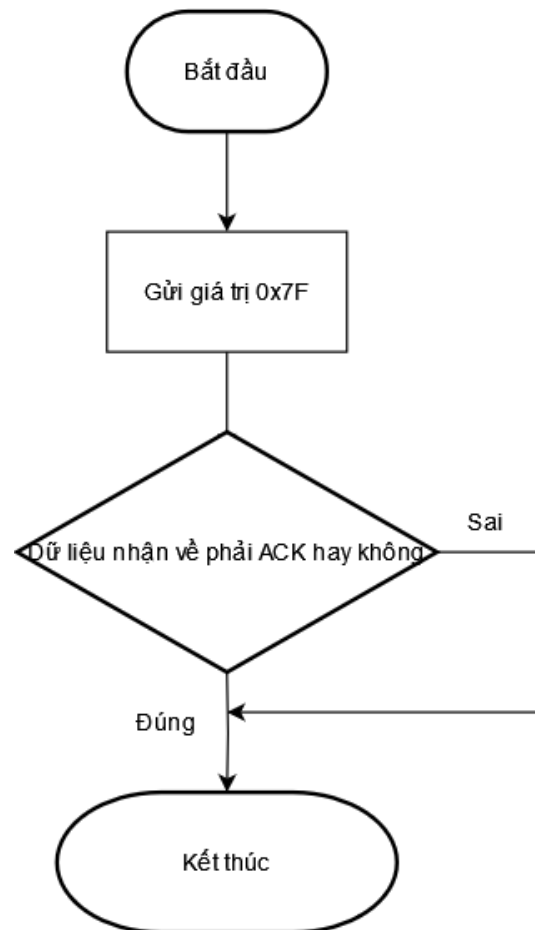 Bắt đầu
Gửi giá trị 0x7F
Dữ liệu nhận về phải ACK hay không
Sai
Đúng
Kết thúc